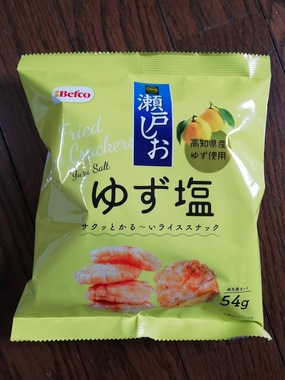 Befco
瀬戸しお
Fried
Crackers
Yuzu Salt
高知県産
ゆず使用
ゆず塩
サクッとかる〜いライススナック
54g